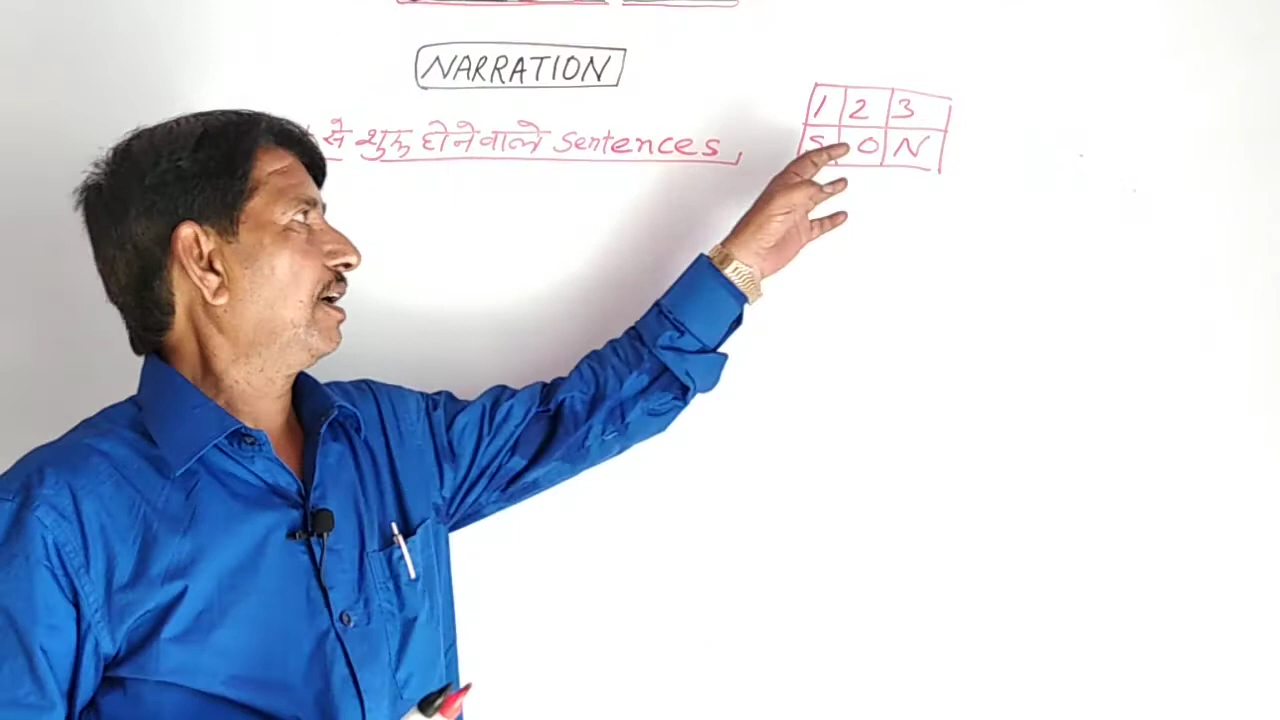 NARRATION
से शुरू होने वाले Sentences,
1 2 3
S O N